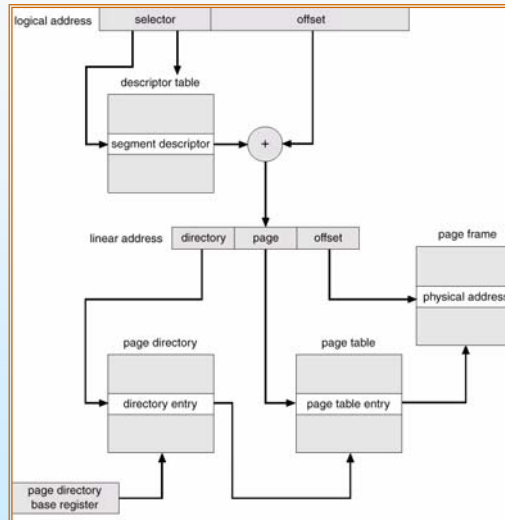 logical address
selector
offset
descriptor table
segment descriptor
+
linear address
directory
page
offset
page frame
physical address
page directory
page table
directory entry
page table entry
page directory
base register